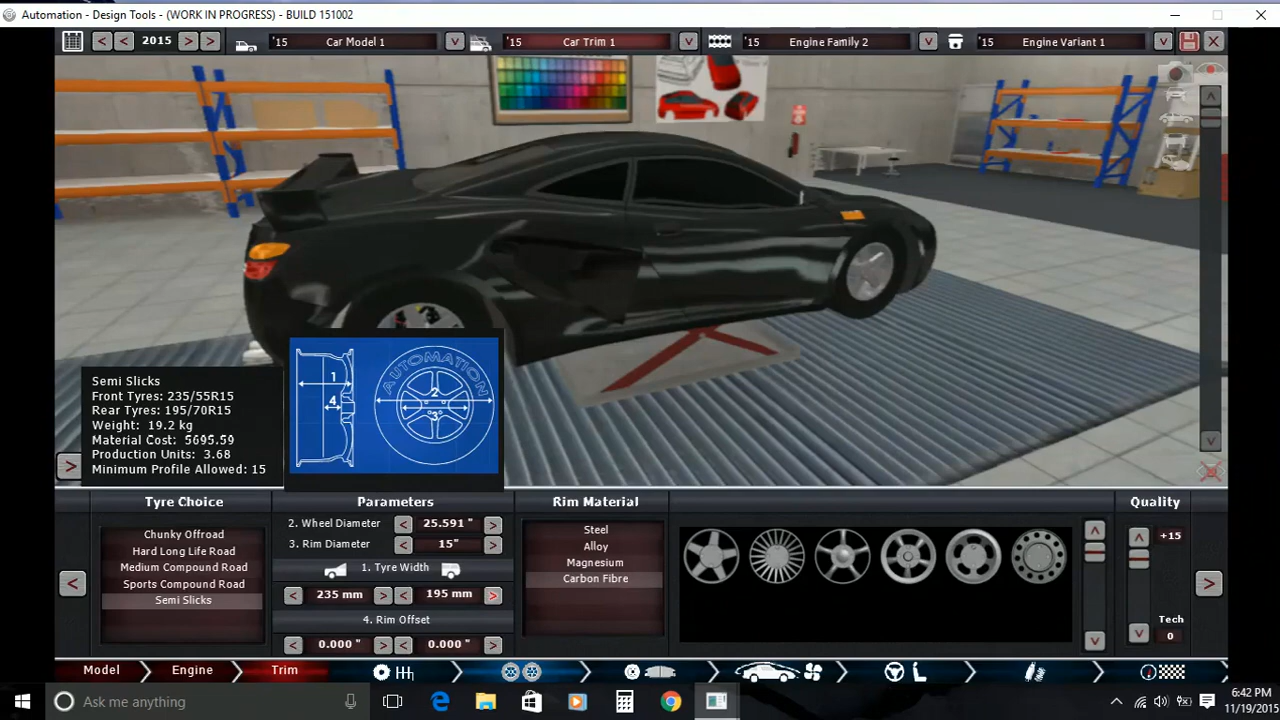 Automation - Design Tools - (WORK IN PROGRESS) - BUILD 151002
2015
'15 Car Model 1
'15 Car Trim 1
'15 Engine Family 2
'15 Engine Variant 1
Semi Slicks
Front Tyres: 235/55R15
Rear Tyres: 195/70R15
Weight: 19.2 kg
Material Cost: 5695.59
Production Units: 3.68
Minimum Profile Allowed: 15
AUTOMATION
1
2
3
4
Tyre Choice
Chunky Offroad
Hard Long Life Road
Medium Compound Road
Sports Compound Road
Semi Slicks
Parameters
2. Wheel Diameter 25.591 "
3. Rim Diameter 15"
1. Tyre Width
235 mm 195 mm
4. Rim Offset
0.000 " 0.000 "
Rim Material
Steel
Alloy
Magnesium
Carbon Fibre
Quality
+15
Tech
0
Model Engine Trim
Ask me anything
6:42 PM
11/19/2015